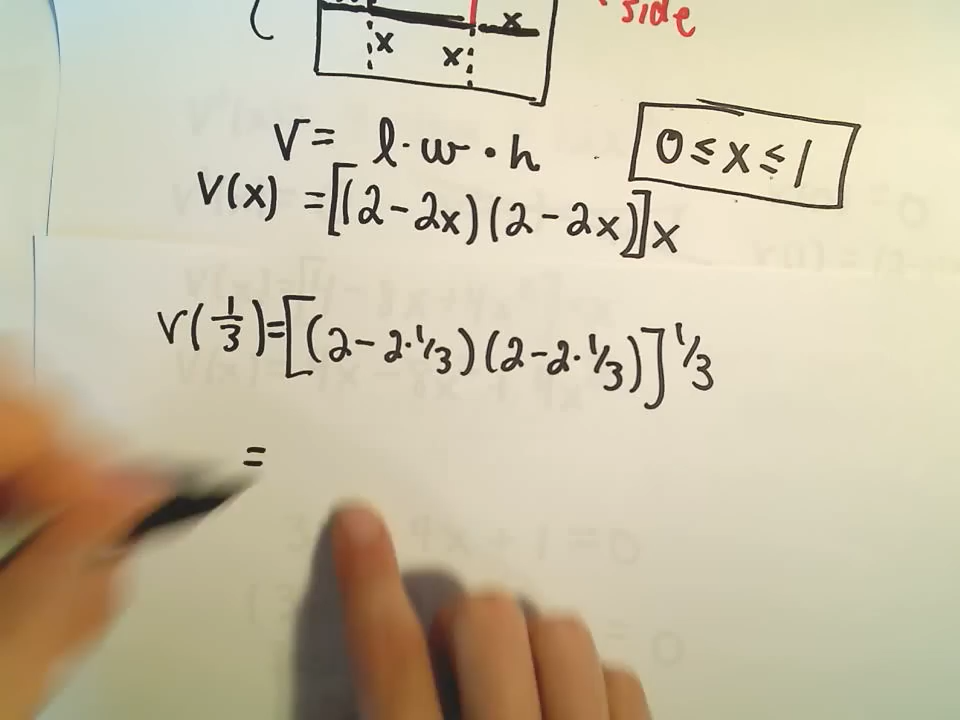 side
x
x
x
V = l · w · h
0 ≤ x ≤ 1
V(x) = [(2 - 2x)(2 - 2x)]x
V(1/3) = [(2 - 2·1/3)(2 - 2·1/3)]1/3
=